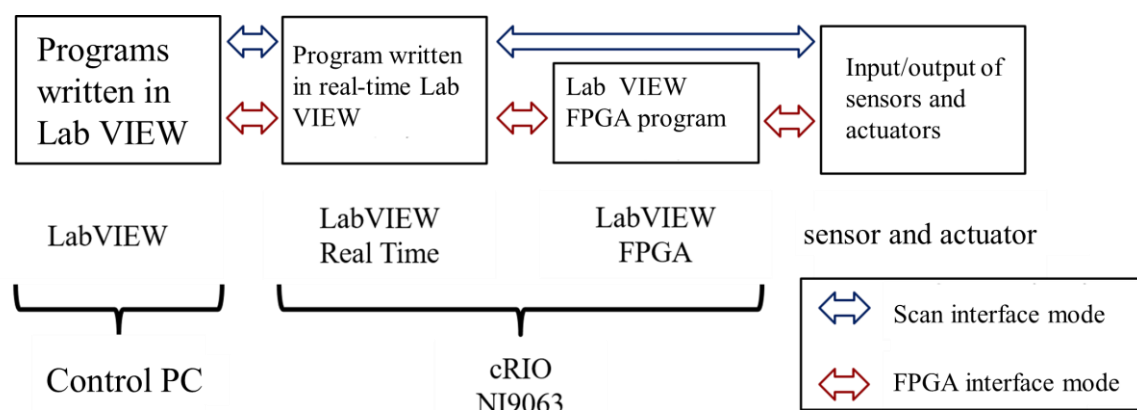 Programs
written in
Lab VIEW
Program written
in real-time Lab
VIEW
Lab VIEW
FPGA program
Input/output of
sensors and
actuators
LabVIEW
LabVIEW
Real Time
LabVIEW
FPGA
sensor and actuator
Control PC
cRIO
NI9063
Scan interface mode
FPGA interface mode